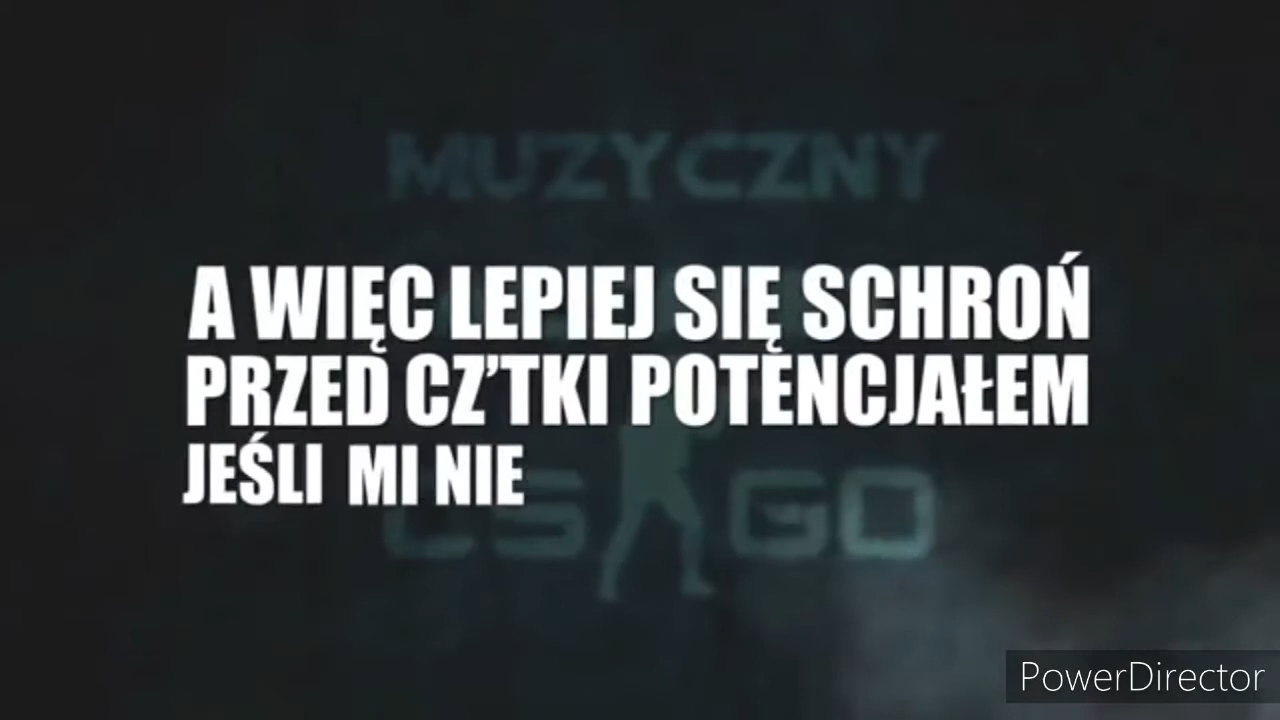 MUZYCZNY
A WIĘC LEPIEJ SIĘ SCHROŃ
PRZED CZ'TKI POTENCJAŁEM
JEŚLI MI NIE
CS GO
PowerDirector